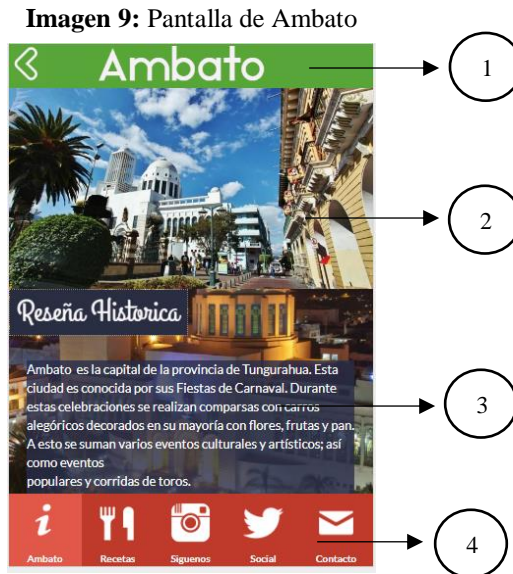 Imagen 9: Pantalla de Ambato
Ambato
1
2
Reseña Historica
Ambato es la capital de la provincia de Tungurahua. Esta
ciudad es conocida por sus Fiestas de Carnaval. Durante
estas celebraciones se realizan comparsas con carros
alegóricos decorados en su mayoría con flores, frutas y pan.
A esto se suman varios eventos culturales y artísticos; así
como eventos
populares y corridas de toros.
3
Ambato Recetas Siguenos Social Contacto
4